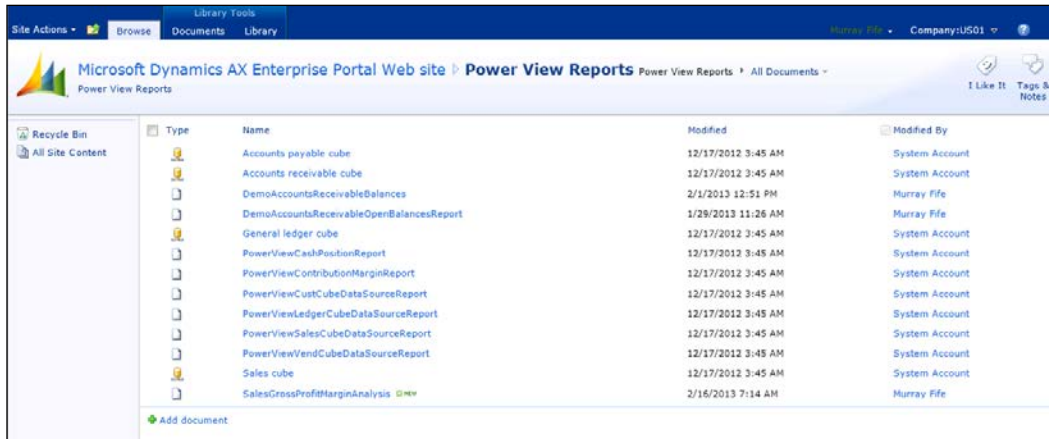 Library Tools
Site Actions Browse Documents Library Murray Fife Company:US01
Microsoft Dynamics AX Enterprise Portal Web site Power View Reports Power View Reports All Documents
Power View Reports
I Like It Tags & Notes
Recycle Bin
All Site Content
Type Name Modified Modified By
Accounts payable cube 12/17/2012 3:45 AM System Account
Accounts receivable cube 12/17/2012 3:45 AM System Account
DemoAccountsReceivableBalances 2/1/2013 12:51 PM Murray Fife
DemoAccountsReceivableOpenBalancesReport 1/29/2013 11:26 AM Murray Fife
General ledger cube 12/17/2012 3:45 AM System Account
PowerViewCashPositionReport 12/17/2012 3:45 AM System Account
PowerViewContributionMarginReport 12/17/2012 3:45 AM System Account
PowerViewCustCubeDataSourceReport 12/17/2012 3:45 AM System Account
PowerViewLedgerCubeDataSourceReport 12/17/2012 3:45 AM System Account
PowerViewSalesCubeDataSourceReport 12/17/2012 3:45 AM System Account
PowerViewVendCubeDataSourceReport 12/17/2012 3:45 AM System Account
Sales cube 12/17/2012 3:45 AM System Account
SalesGrossProfitMarginAnalysis NEW 2/16/2013 7:14 AM Murray Fife
Add document